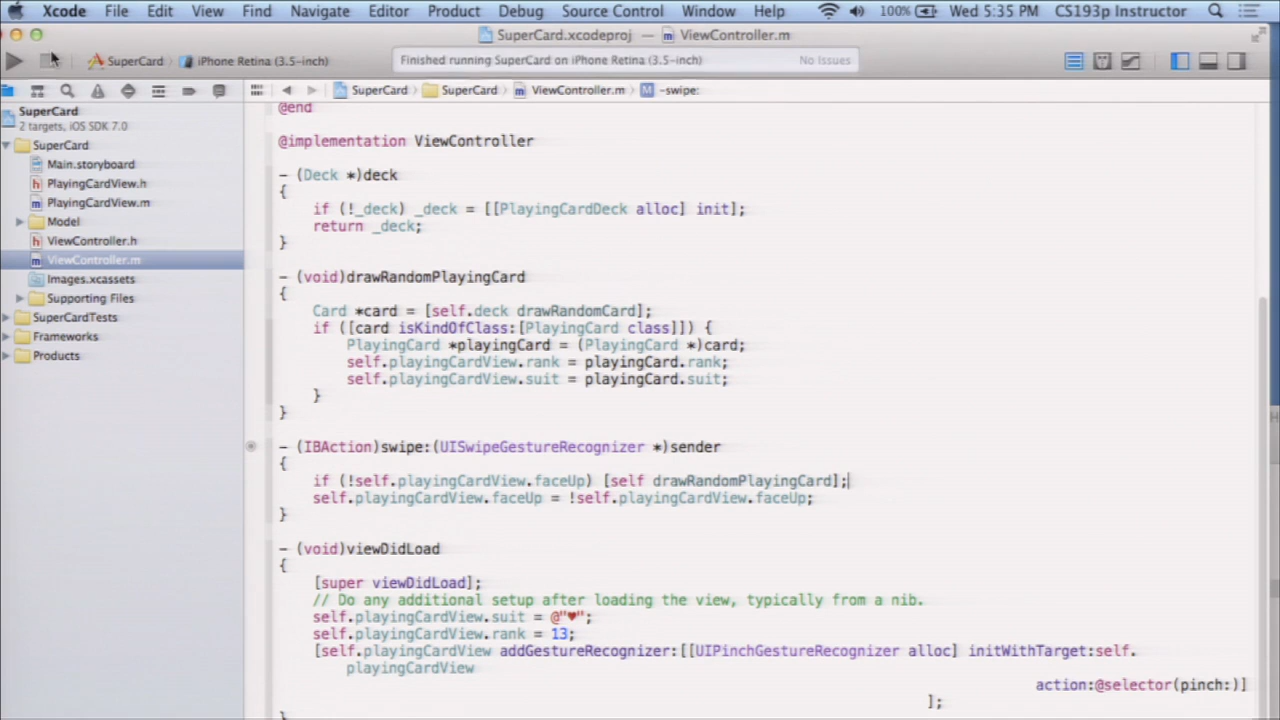 Xcode File Edit View Find Navigate Editor Product Debug Source Control Window Help 100% Wed 5:35 PM CS193p Instructor
SuperCard.xcodeproj — ViewController.m
SuperCard iPhone Retina (3.5-inch) Finished running SuperCard on iPhone Retina (3.5-inch) No Issues
SuperCard SuperCard ViewController.m M -swipe:
SuperCard
2 targets, iOS SDK 7.0
SuperCard
Main.storyboard
h PlayingCardView.h
m PlayingCardView.m
Model
h ViewController.h
m ViewController.m
Images.xcassets
Supporting Files
SuperCardTests
Frameworks
Products
@end
@implementation ViewController
- (Deck *)deck
{
if (!_deck) _deck = [[PlayingCardDeck alloc] init];
return _deck;
}
- (void)drawRandomPlayingCard
{
Card *card = [self.deck drawRandomCard];
if ([card isKindOfClass:[PlayingCard class]]) {
PlayingCard *playingCard = (PlayingCard *)card;
self.playingCardView.rank = playingCard.rank;
self.playingCardView.suit = playingCard.suit;
}
}
- (IBAction)swipe:(UISwipeGestureRecognizer *)sender
{
if (!self.playingCardView.faceUp) [self drawRandomPlayingCard];
self.playingCardView.faceUp = !self.playingCardView.faceUp;
}
- (void)viewDidLoad
{
[super viewDidLoad];
// Do any additional setup after loading the view, typically from a nib.
self.playingCardView.suit = @"♥";
self.playingCardView.rank = 13;
[self.playingCardView addGestureRecognizer:[[UIPinchGestureRecognizer alloc] initWithTarget:self.
playingCardView
action:@selector(pinch:)]
];
}